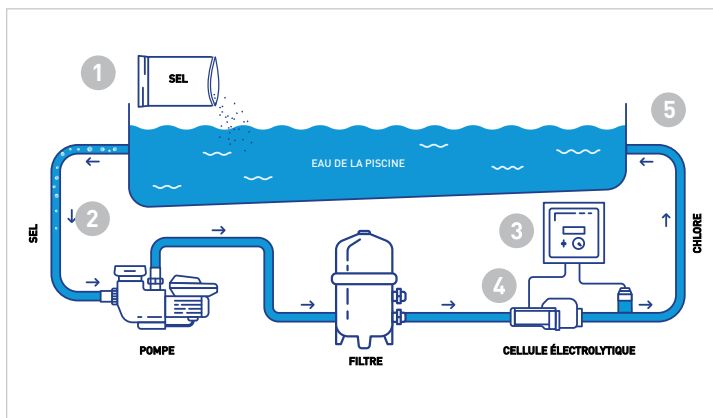 1
SEL
5
EAU DE LA PISCINE
2
SEL
3
CHLORE
4
POMPE
FILTRE
CELLULE ÉLECTROLYTIQUE